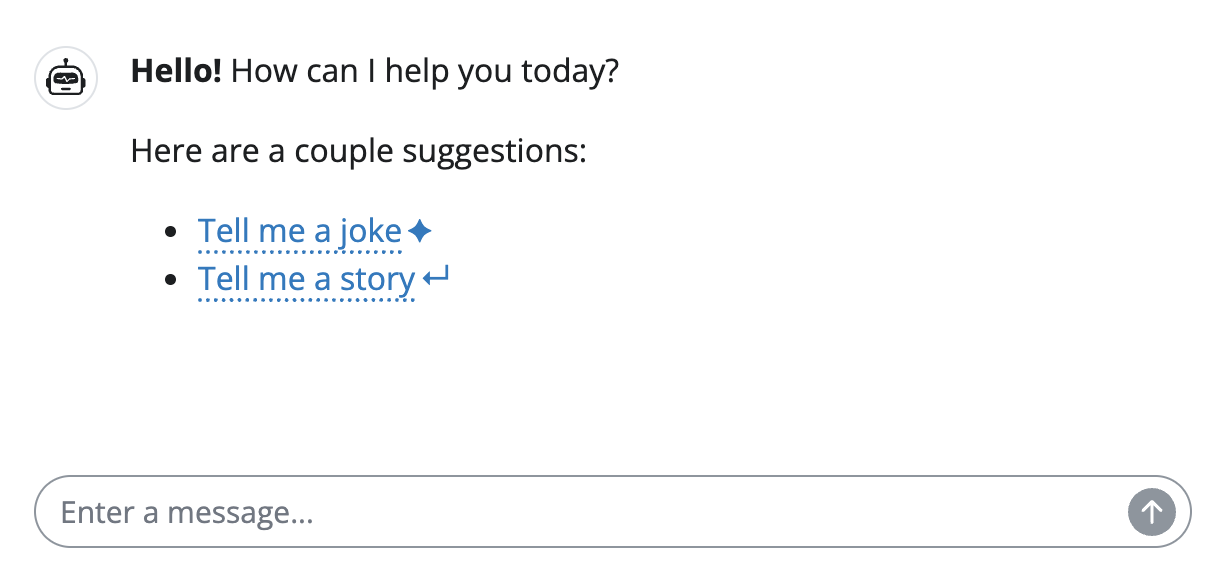 Hello! How can I help you today?
Here are a couple suggestions:
Tell me a joke
Tell me a story
Enter a message...